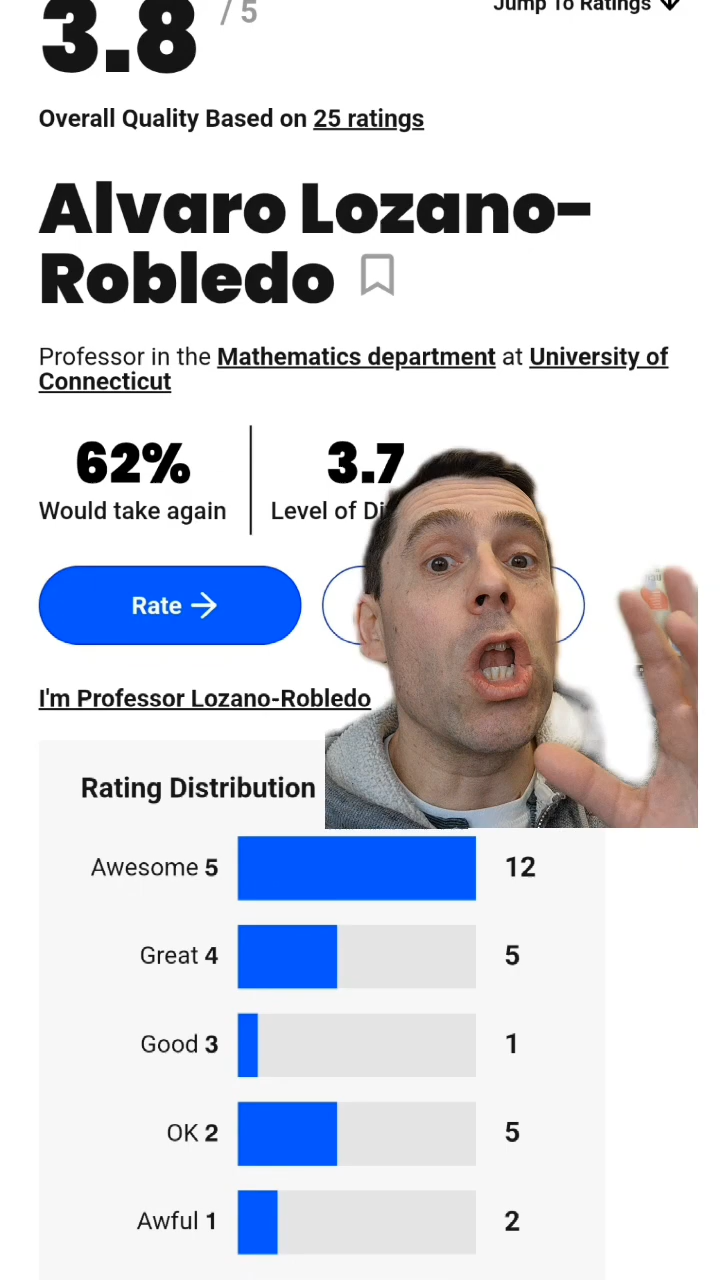 3.8 / 5
Jump To Ratings
Overall Quality Based on 25 ratings
Alvaro Lozano-
Robledo
Professor in the Mathematics department at University of
Connecticut
62%
3.7
Would take again
Level of Di
Rate →
I'm Professor Lozano-Robledo
Rating Distribution
Awesome 5 12
Great 4 5
Good 3 1
OK 2 5
Awful 1 2